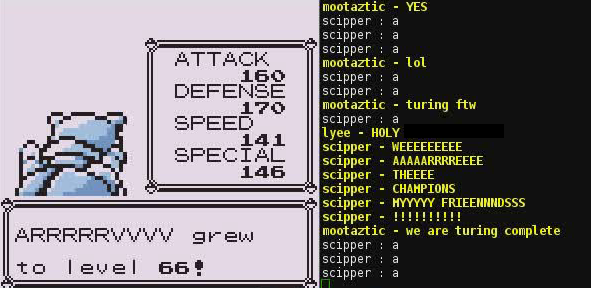 ATTACK
160
DEFENSE
170
SPEED
141
SPECIAL
146
ARRRRRVVVV grew
to level 66!
mootaztic - YES
scipper : a
scipper : a
scipper : a
mootaztic - lol
scipper : a
scipper : a
mootaztic - turing ftw
scipper : a
lyee - HOLY
scipper - WEEEEEEEEE
scipper - AAAAARRRREEEE
scipper - THEEEE
scipper - CHAMPIONS
scipper - MYYYYY FRIEENNNDSSS
scipper - !!!!!!!!!!
mootaztic - we are turing complete
scipper : a
scipper : a
scipper : a